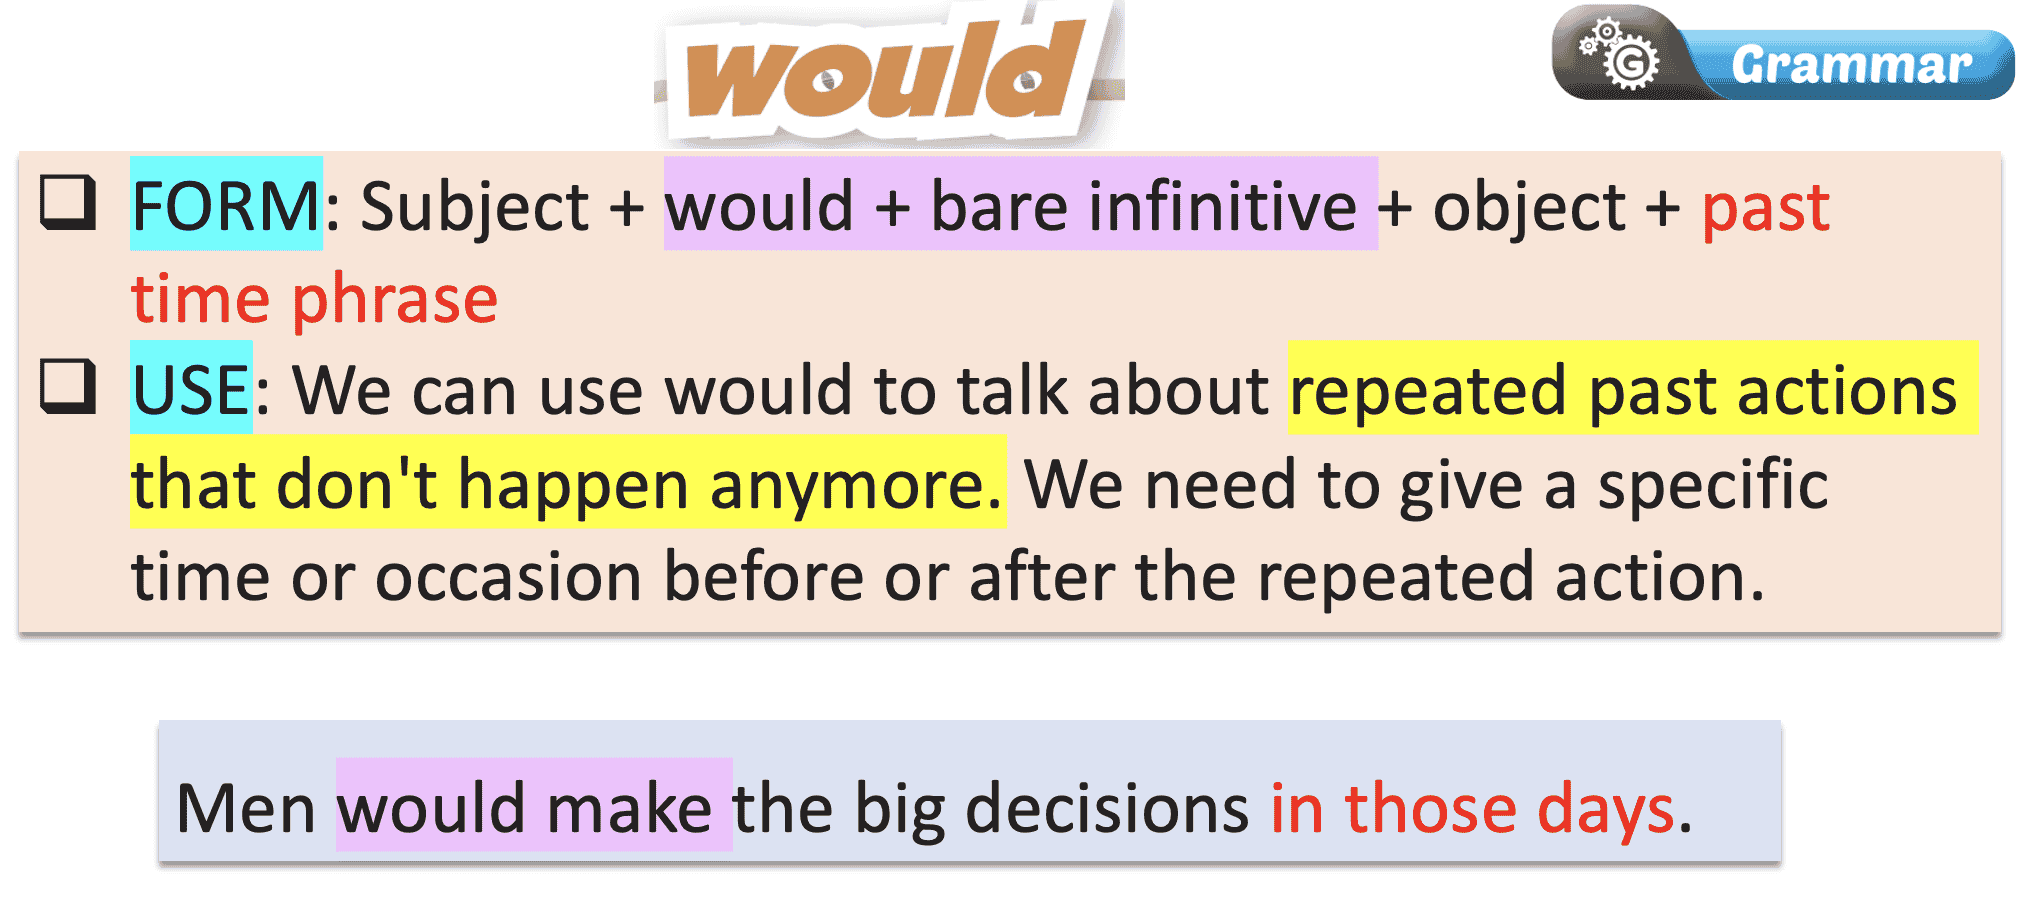 would
Grammar
❑ FORM: Subject + would + bare infinitive + object + past
time phrase
❑ USE: We can use would to talk about repeated past actions
that don't happen anymore. We need to give a specific
time or occasion before or after the repeated action.
Men would make the big decisions in those days.